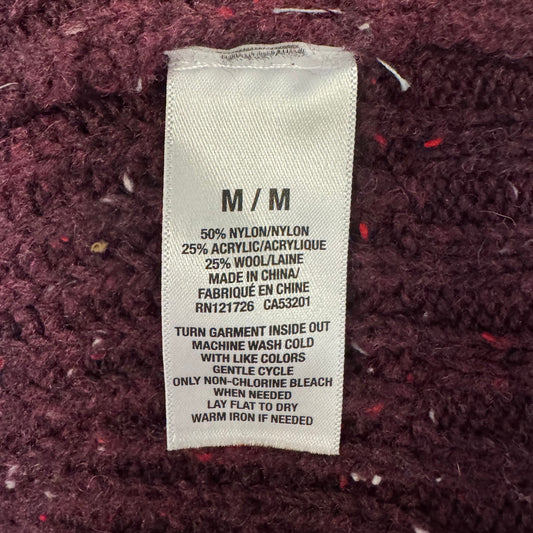 M / M
50% NYLON/NYLON
25% ACRYLIC/ACRYLIQUE
25% WOOL/LAINE
MADE IN CHINA/
FABRIQUÉ EN CHINE
RN121726 CA53201
TURN GARMENT INSIDE OUT
MACHINE WASH COLD
WITH LIKE COLORS
GENTLE CYCLE
ONLY NON-CHLORINE BLEACH
WHEN NEEDED
LAY FLAT TO DRY
WARM IRON IF NEEDED